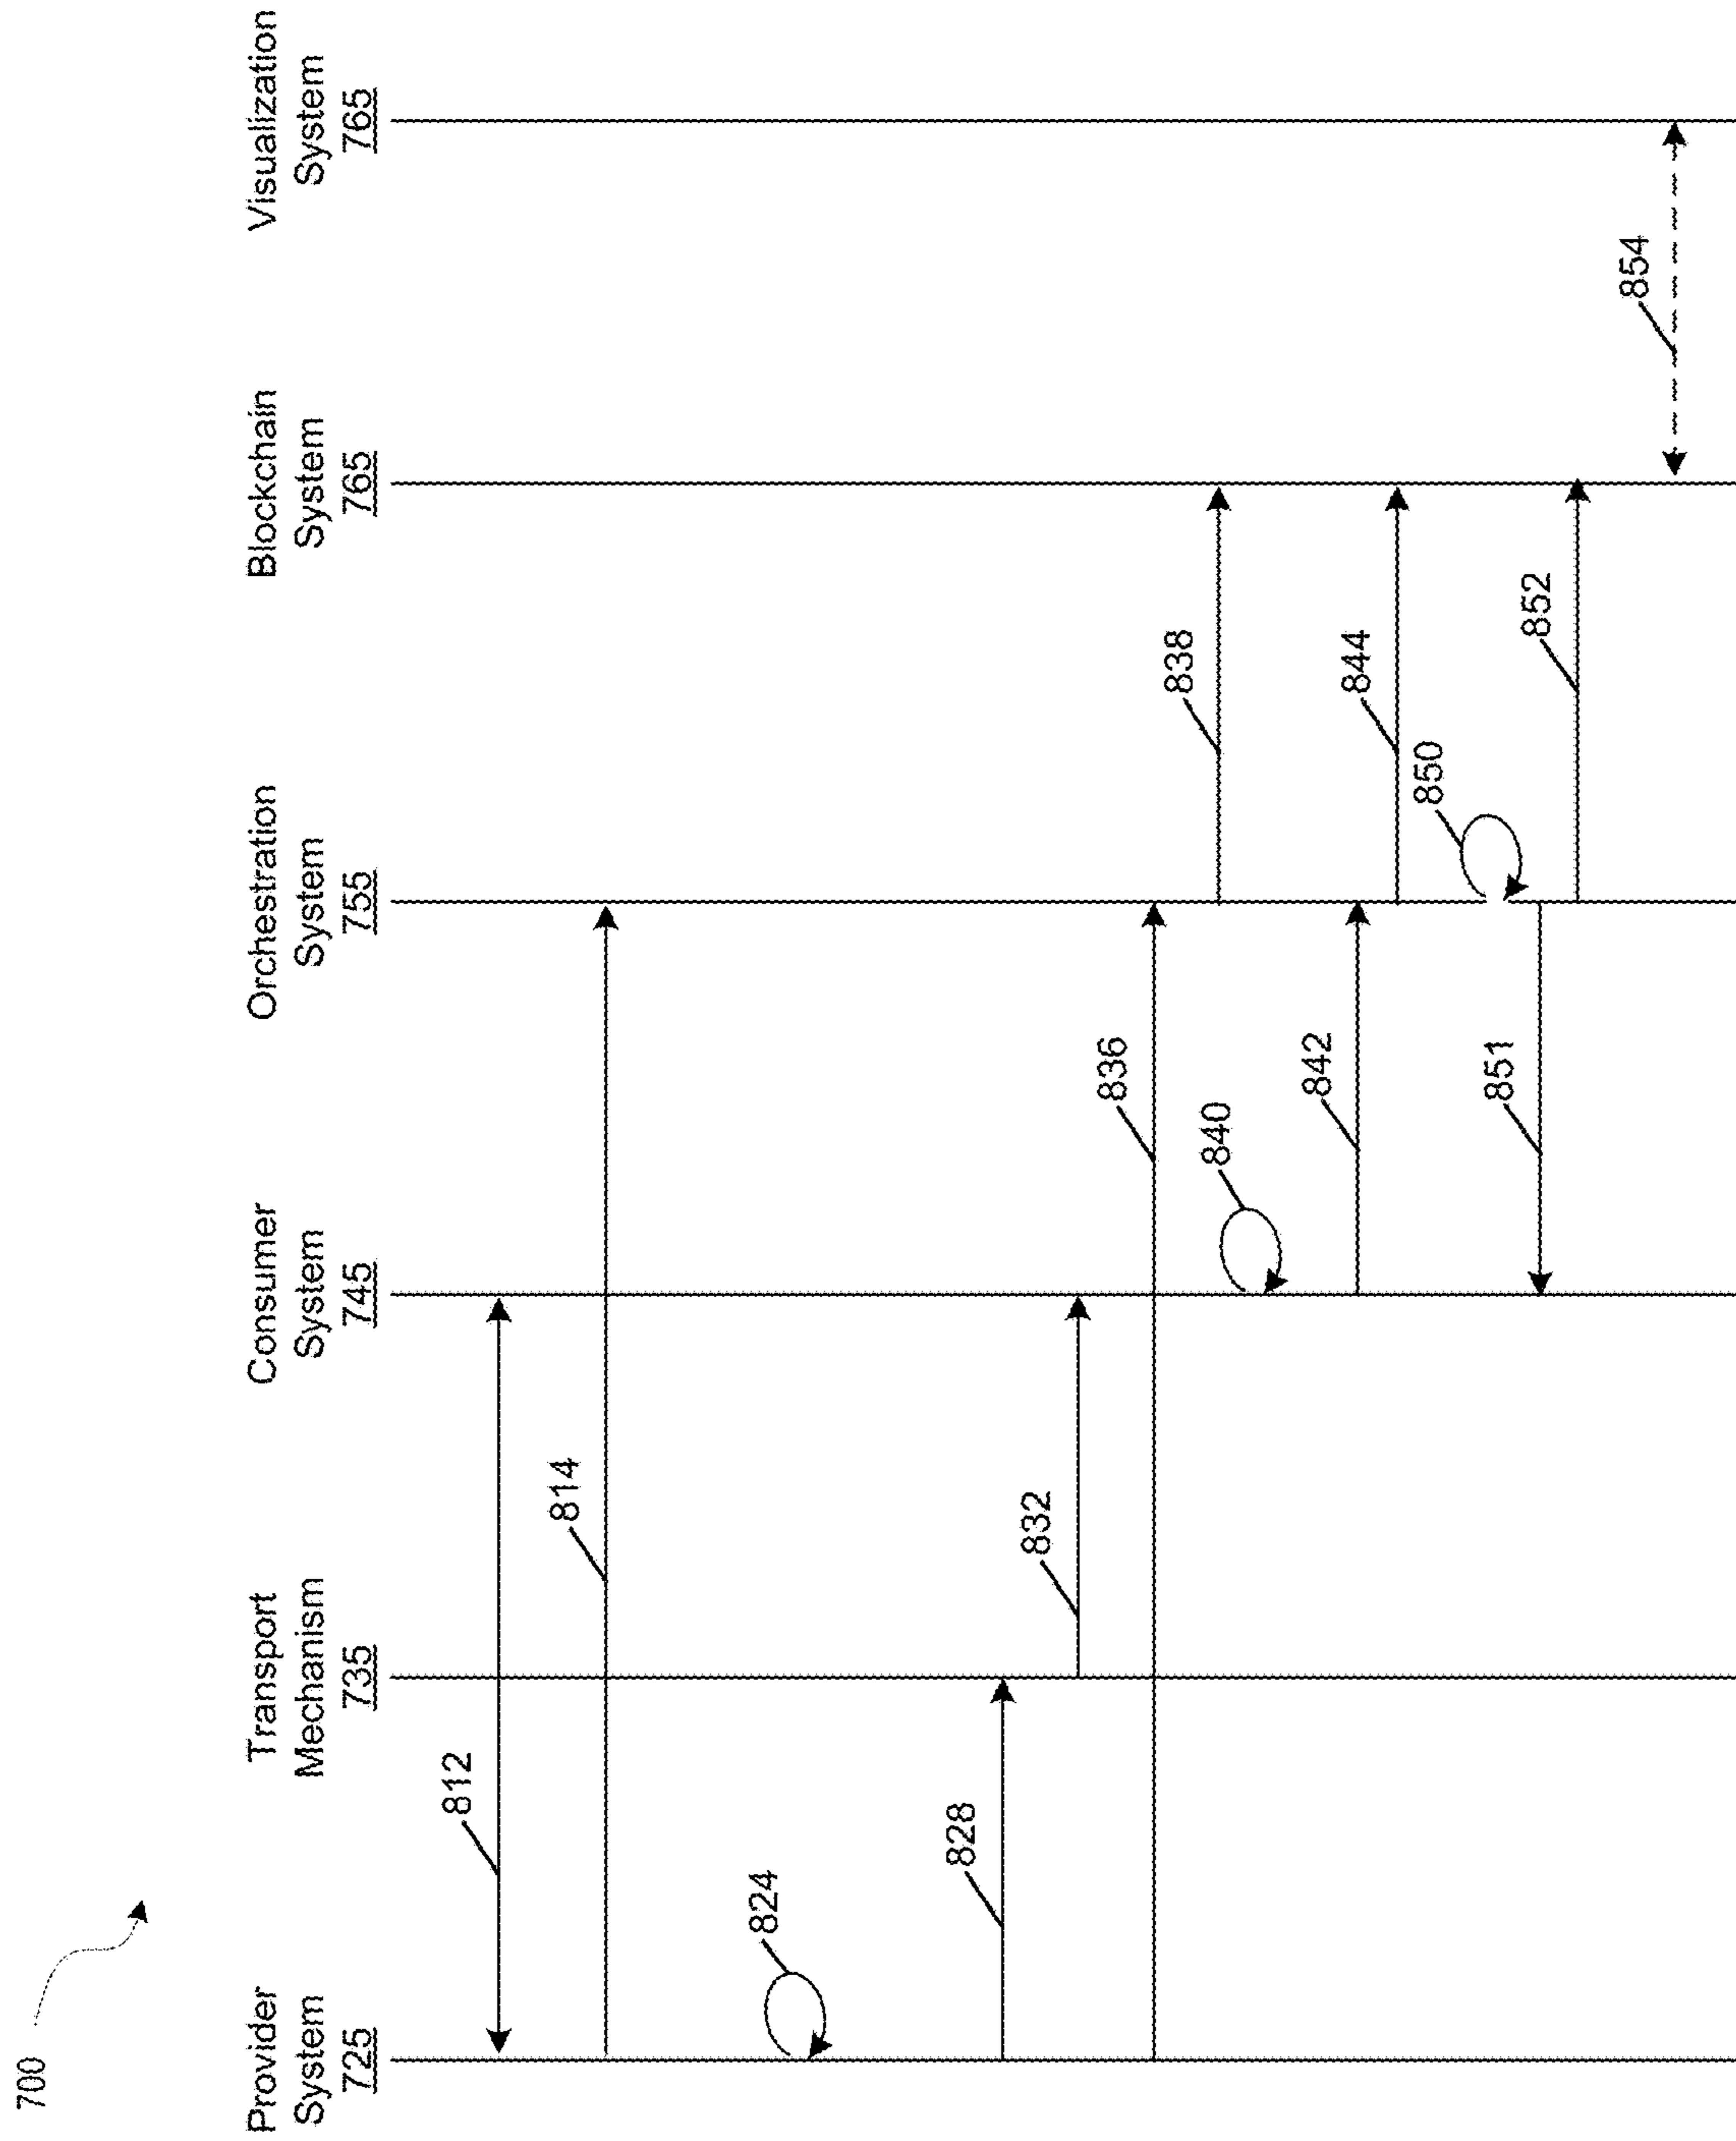 700
Provider
System
725
Transport
Mechanism
735
Consumer
System
745
Orchestration
System
755
Blockchain
System
765
Visualization
System
765
812
814
824
828
832
836
838
840
842
844
850
851
852
854